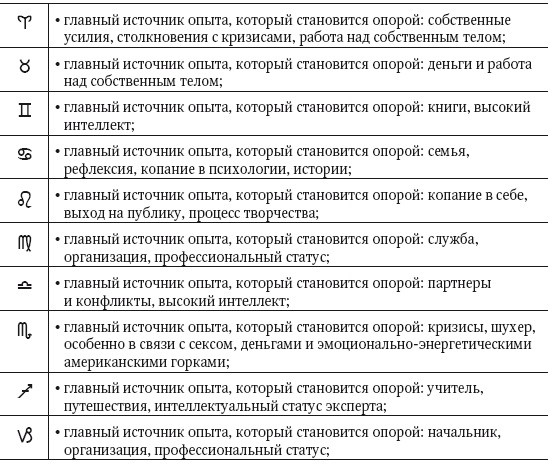 ♈ • главный источник опыта, который становится опорой: собственные
усилия, столкновения с кризисами, работа над собственным телом;
♉ • главный источник опыта, который становится опорой: деньги и работа
над собственным телом;
♊ • главный источник опыта, который становится опорой: книги, высокий
интеллект;
♋ • главный источник опыта, который становится опорой: семья,
рефлексия, копание в психологии, истории;
♌ • главный источник опыта, который становится опорой: копание в себе,
выход на публику, процесс творчества;
♍ • главный источник опыта, который становится опорой: служба,
организация, профессиональный статус;
♎ • главный источник опыта, который становится опорой: партнеры
и конфликты, высокий интеллект;
♏ • главный источник опыта, который становится опорой: кризисы, шухер,
особенно в связи с сексом, деньгами и эмоционально-энергетическими
американскими горками;
♐ • главный источник опыта, который становится опорой: учитель,
путешествия, интеллектуальный статус эксперта;
♑ • главный источник опыта, который становится опорой: начальник,
организация, профессиональный статус;